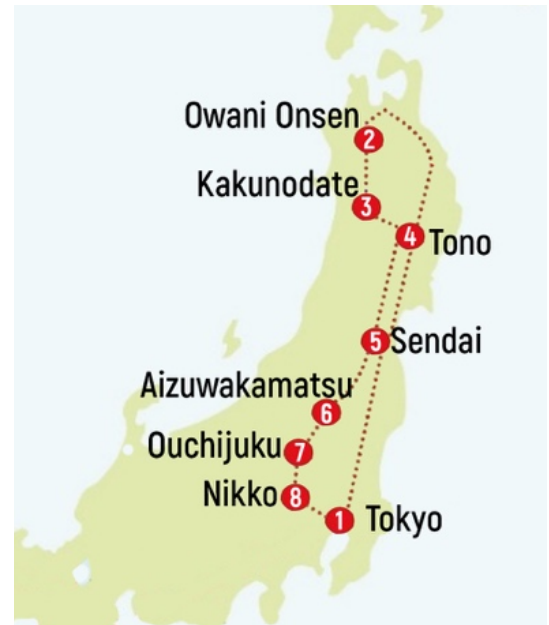 Owani Onsen
2
Kakunodate
3
4
Tono
5
Sendai
Aizuwakamatsu
6
Ouchijuku
7
Nikko
8
1
Tokyo